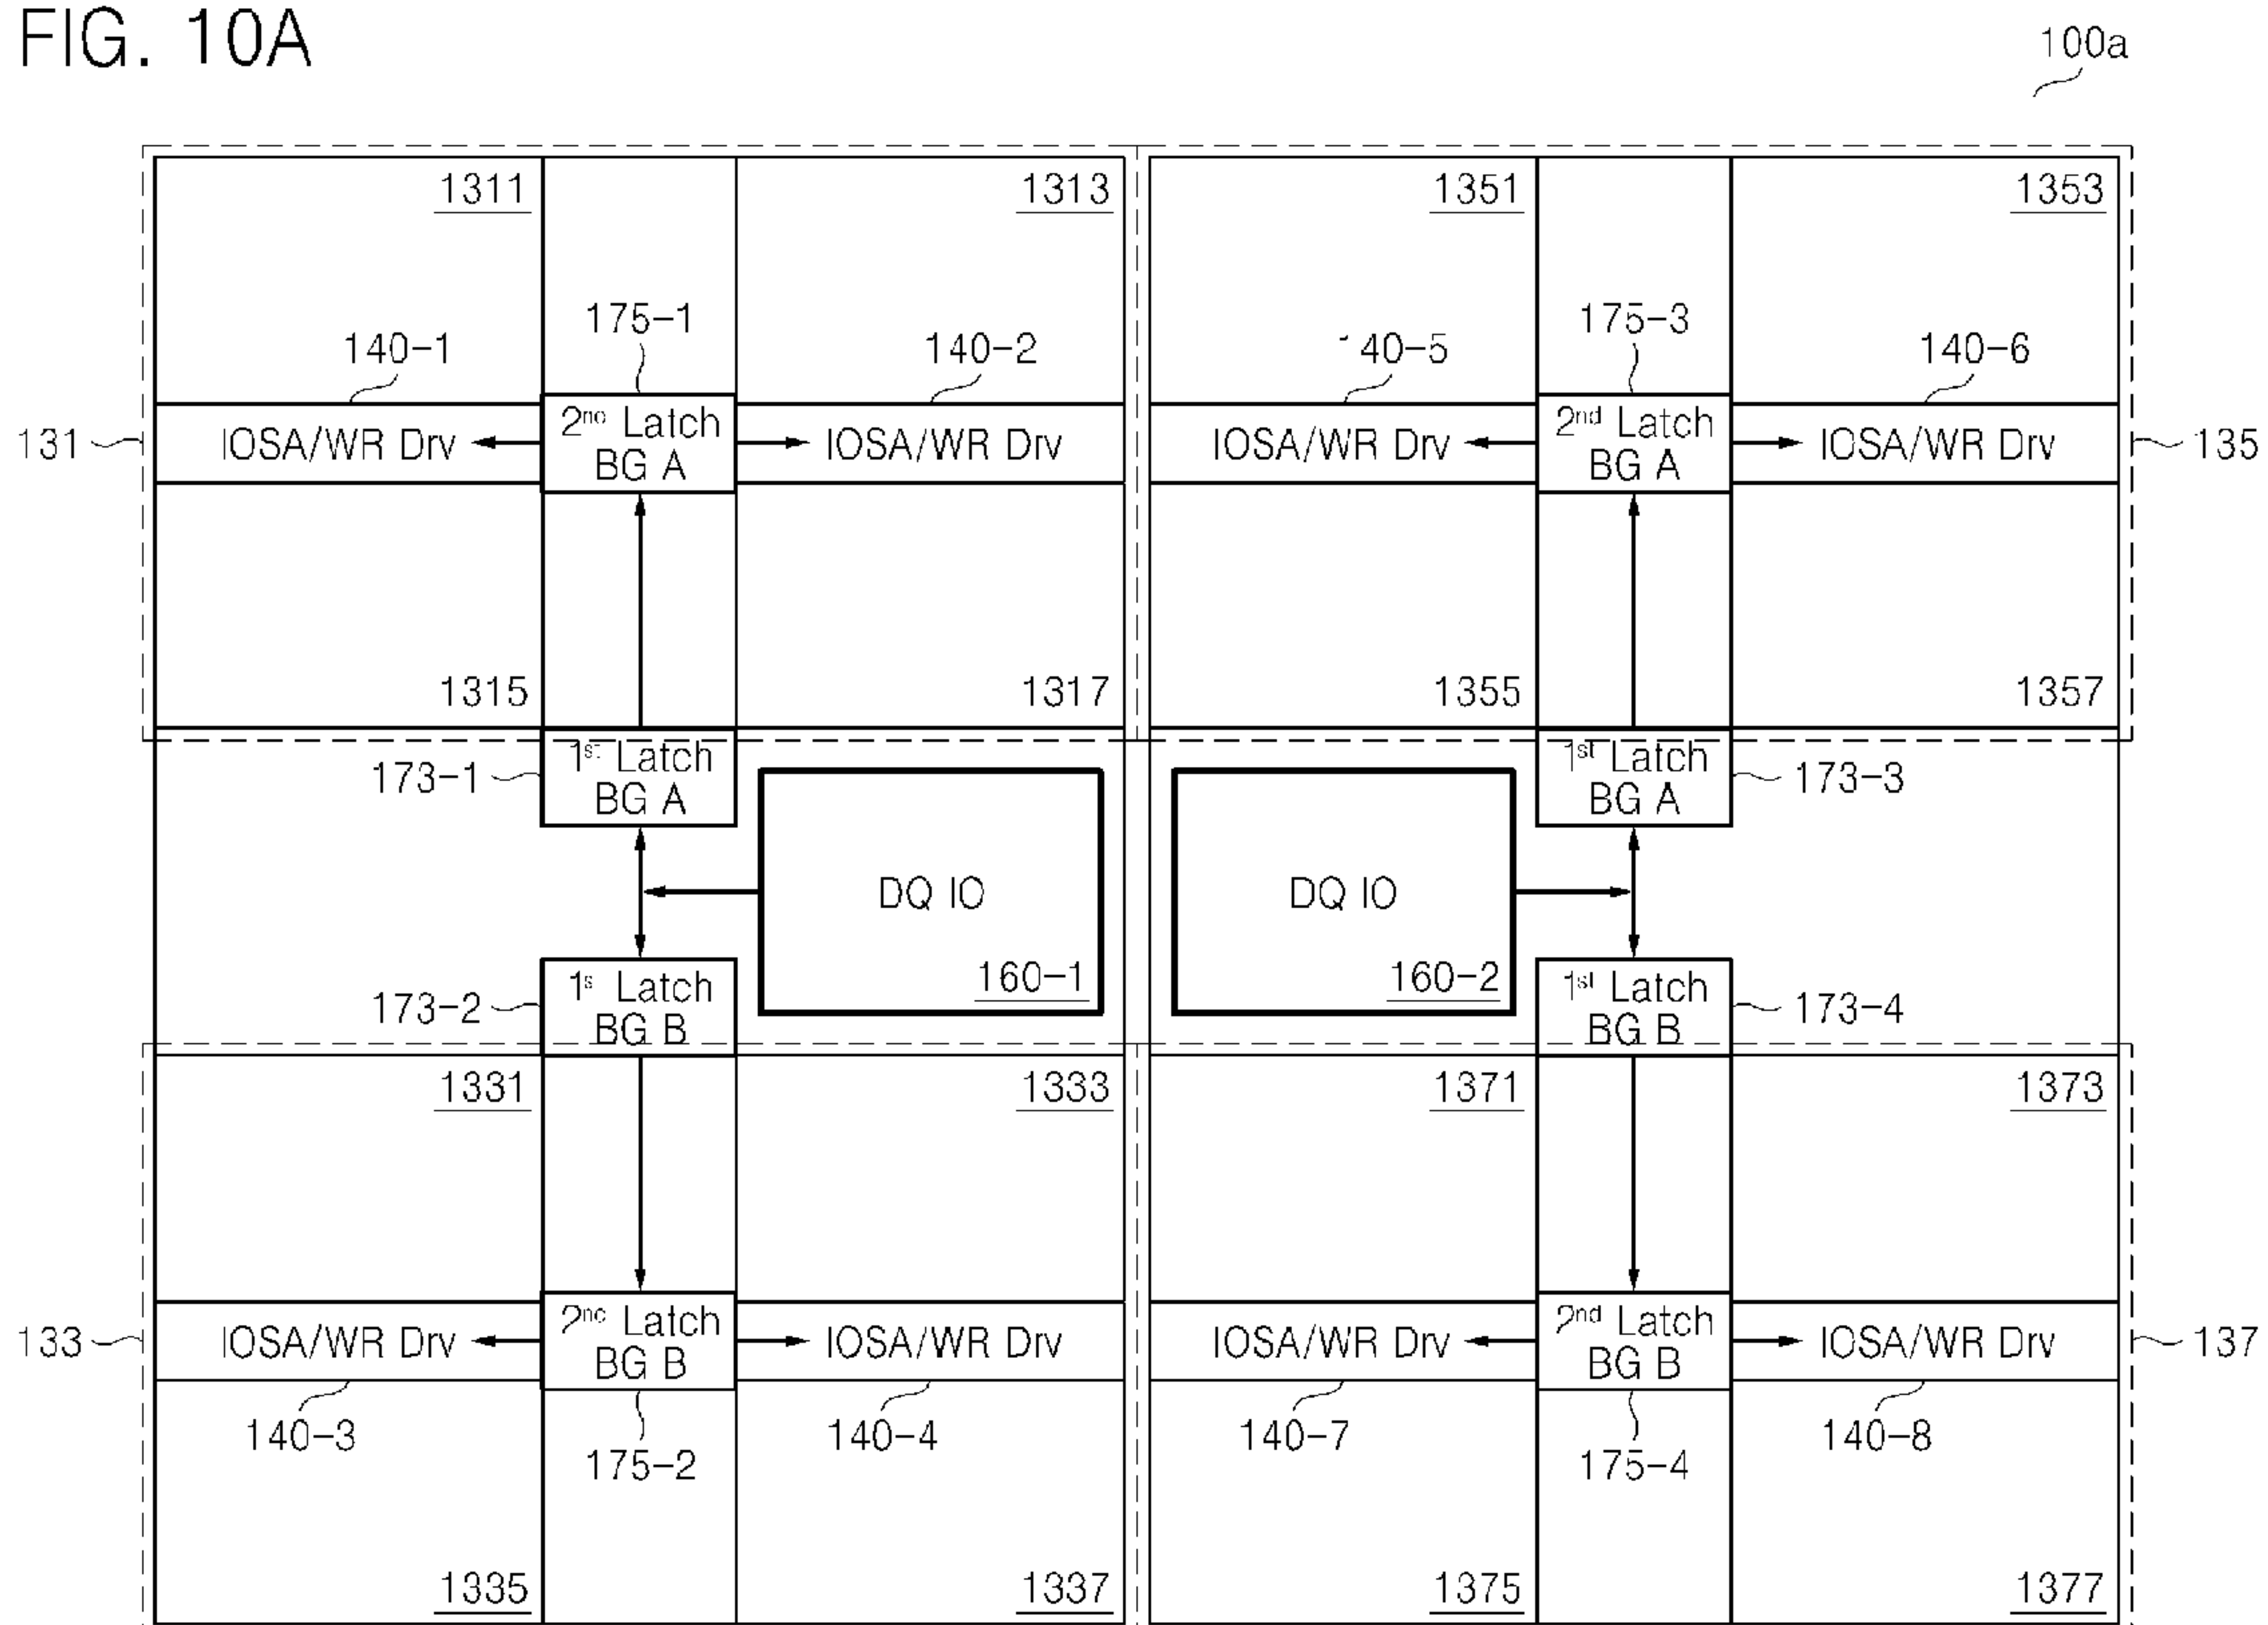 FIG. 10A
100a
1311 1313 1351 1353
175-1 175-3
140-1 140-2 140-5 140-6
131 IOSA/WR Drv 2nd Latch BG A IOSA/WR Drv IOSA/WR Drv 2nd Latch BG A IOSA/WR Drv 135
1315 1317 1355 1357
173-1 1st Latch BG A 1st Latch BG A 173-3
DQ IO DQ IO
160-1 160-2
173-2 1s Latch BG B 1st Latch BG B 173-4
1331 1333 1371 1373
133 IOSA/WR Drv 2nd Latch BG B IOSA/WR Drv IOSA/WR Drv 2nd Latch BG B IOSA/WR Drv 137
140-3 140-4 140-7 140-8
175-2 175-4
1335 1337 1375 1377